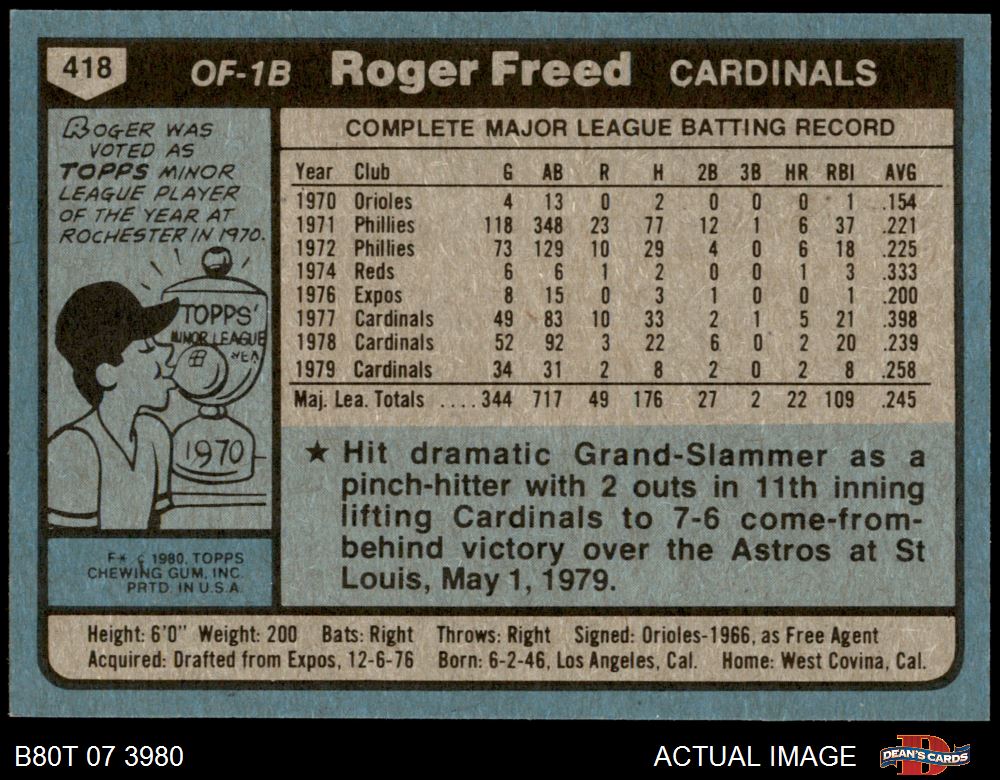 418 OF-1B Roger Freed CARDINALS
ROGER WAS
VOTED AS
TOPPS MINOR
LEAGUE PLAYER
OF THE YEAR AT
ROCHESTER IN 1970.
TOPPS'
MINOR LEAGUE
1970
F* © 1980. TOPPS
CHEWING GUM, INC.
PRTD. IN U.S.A.
COMPLETE MAJOR LEAGUE BATTING RECORD
Year Club G AB R H 2B 3B HR RBI AVG
1970 Orioles 4 13 0 2 0 0 0 1 .154
1971 Phillies 118 348 23 77 12 1 6 37 .221
1972 Phillies 73 129 10 29 4 0 6 18 .225
1974 Reds 6 6 1 2 0 0 1 3 .333
1976 Expos 8 15 0 3 1 0 0 1 .200
1977 Cardinals 49 83 10 33 2 1 5 21 .398
1978 Cardinals 52 92 3 22 6 0 2 20 .239
1979 Cardinals 34 31 2 8 2 0 2 8 .258
Maj. Lea. Totals ....344 717 49 176 27 2 22 109 .245
★ Hit dramatic Grand-Slammer as a
pinch-hitter with 2 outs in 11th inning
lifting Cardinals to 7-6 come-from-
behind victory over the Astros at St
Louis, May 1, 1979.
Height: 6'0" Weight: 200 Bats: Right Throws: Right Signed: Orioles-1966, as Free Agent
Acquired: Drafted from Expos, 12-6-76 Born: 6-2-46, Los Angeles, Cal. Home: West Covina, Cal.
B80T 07 3980 ACTUAL IMAGE DEAN'S CARDS